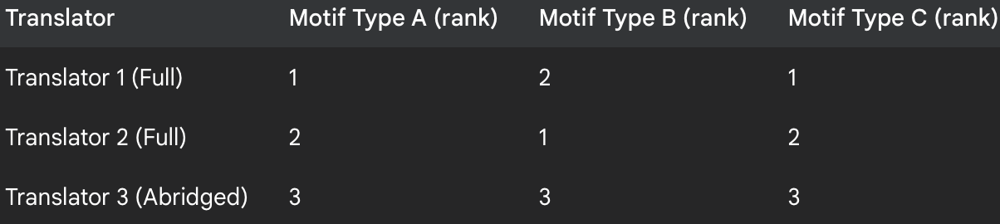 Translator Motif Type A (rank) Motif Type B (rank) Motif Type C (rank)
Translator 1 (Full) 1 2 1
Translator 2 (Full) 2 1 2
Translator 3 (Abridged) 3 3 3